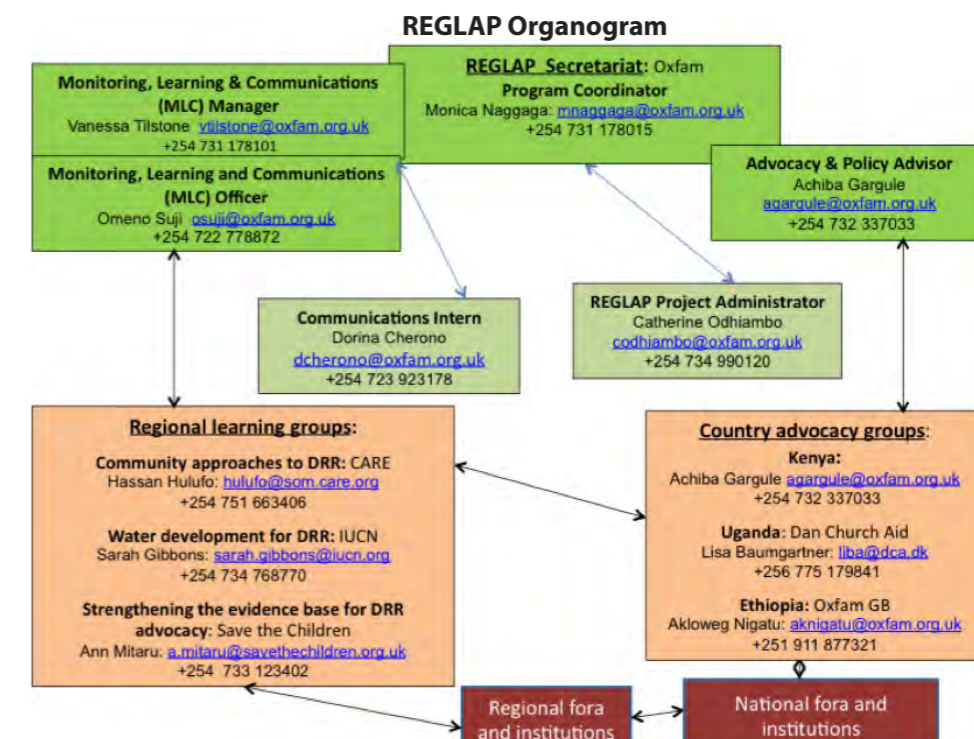 REGLAP Organogram
REGLAP Secretariat: Oxfam
Program Coordinator
Monica Naggaga: mnaggaga@oxfam.org.uk
+254 731 178015
Monitoring, Learning & Communications
(MLC) Manager
Vanessa Tilstone vtilstone@oxfam.org.uk
+254 731 178101
Monitoring, Learning and Communications
(MLC) Officer
Omeno Suji osuji@oxfam.org.uk
+254 722 778872
Advocacy & Policy Advisor
Achiba Gargule
agargule@oxfam.org.uk
+254 732 337033
Communications Intern
Dorina Cherono
dcherono@oxfam.org.uk
+254 723 923178
REGLAP Project Administrator
Catherine Odhiambo
codhiambo@oxfam.org.uk
+254 734 990120
Regional learning groups:
Community approaches to DRR: CARE
Hassan Hulufo: hulufo@som.care.org
+254 751 663406
Water development for DRR: IUCN
Sarah Gibbons: sarah.gibbons@iucn.org
+254 734 768770
Strengthening the evidence base for DRR
advocacy: Save the Children
Ann Mitaru: a.mitaru@savethechildren.org.uk
+254 733 123402
Country advocacy groups:
Kenya:
Achiba Gargule agargule@oxfam.org.uk
+254 732 337033
Uganda: Dan Church Aid
Lisa Baumgartner: liba@dca.dk
+256 775 179841
Ethiopia: Oxfam GB
Akloweg Nigatu: aknigatu@oxfam.org.uk
+251 911 877321
Regional fora
and institutions
National fora and
institutions